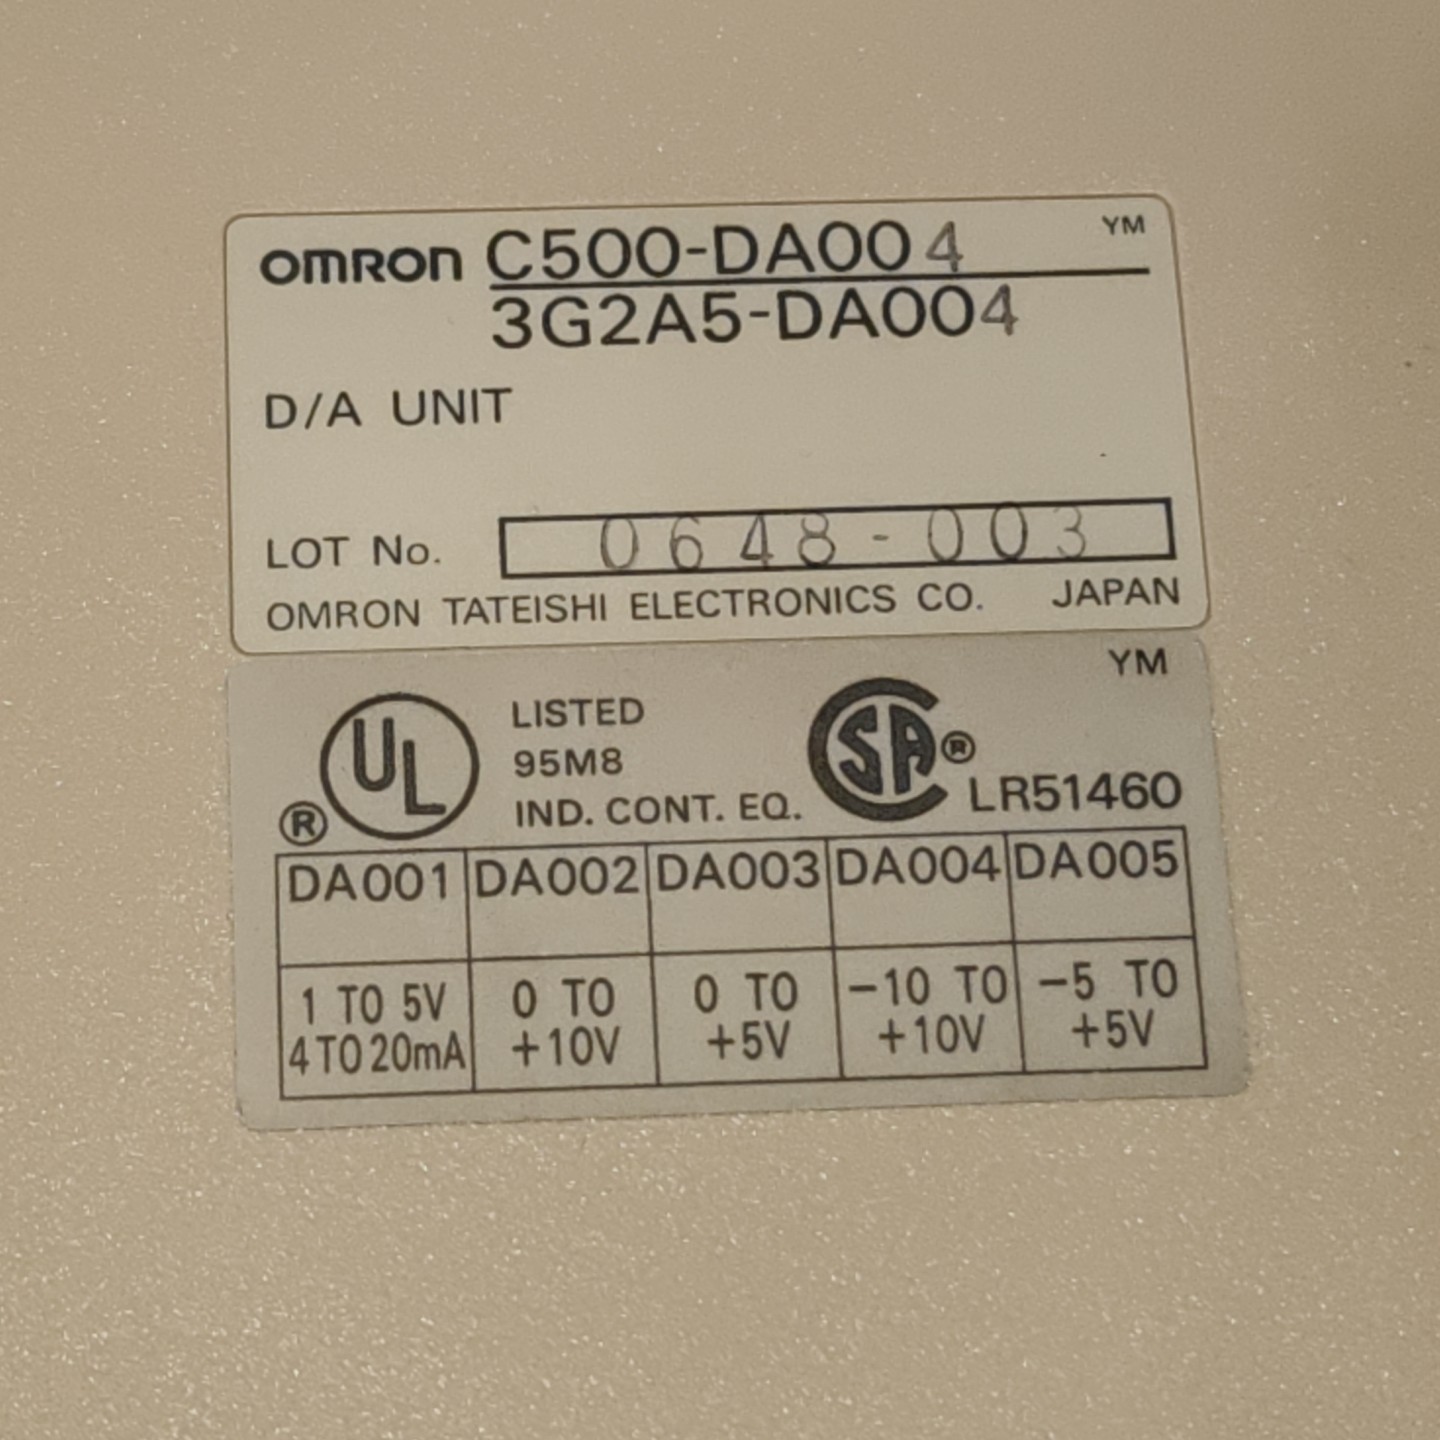 YM
OMRON C500-DA004
3G2A5-DA004
D/A UNIT
LOT No. 0648-003
OMRON TATEISHI ELECTRONICS CO. JAPAN
YM
UL LISTED
95M8
IND. CONT. EQ.
®
CSA ®
LR51460
DA001 DA002 DA003 DA004 DA005
1 TO 5V 0 TO 0 TO −10 TO −5 TO
4 TO 20mA +10V +5V +10V +5V